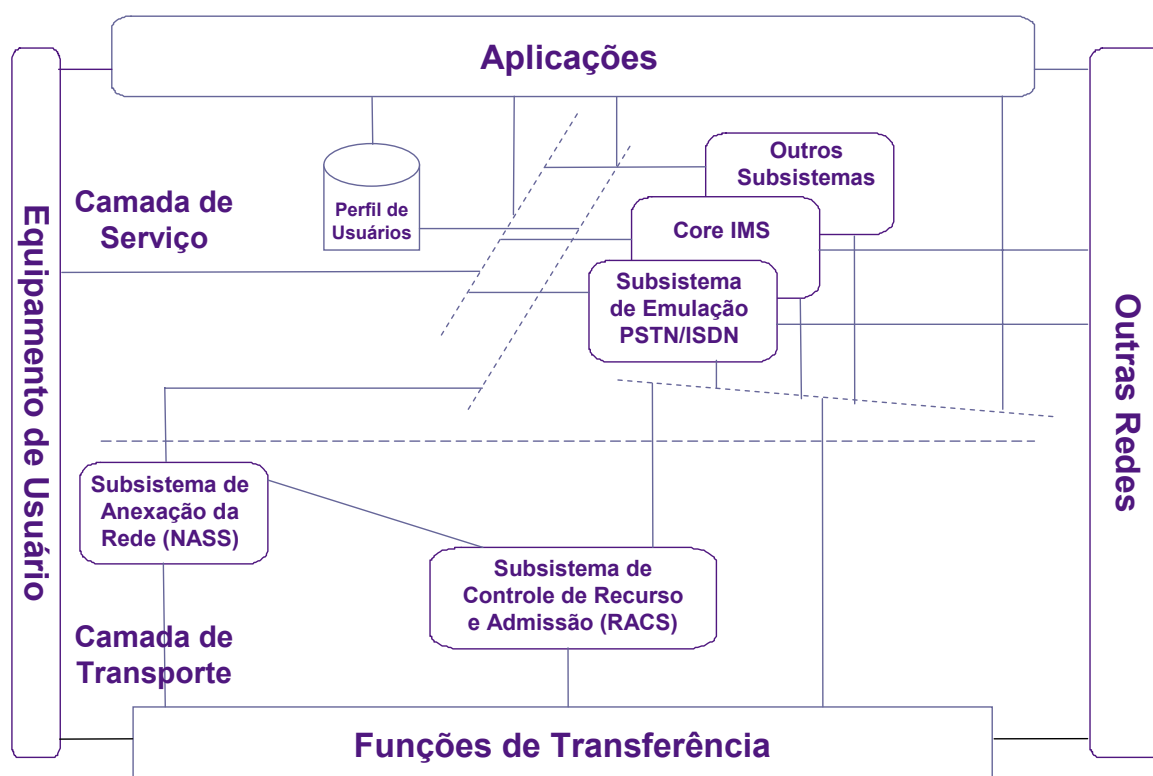 Aplicações
Equipamento de Usuário
Outras Redes
Camada de
Serviço
Perfil de
Usuários
Outros
Subsistemas
Core IMS
Subsistema
de Emulação
PSTN/ISDN
Subsistema de
Anexação da
Rede (NASS)
Subsistema de
Controle de Recurso
e Admissão (RACS)
Camada de
Transporte
Funções de Transferência